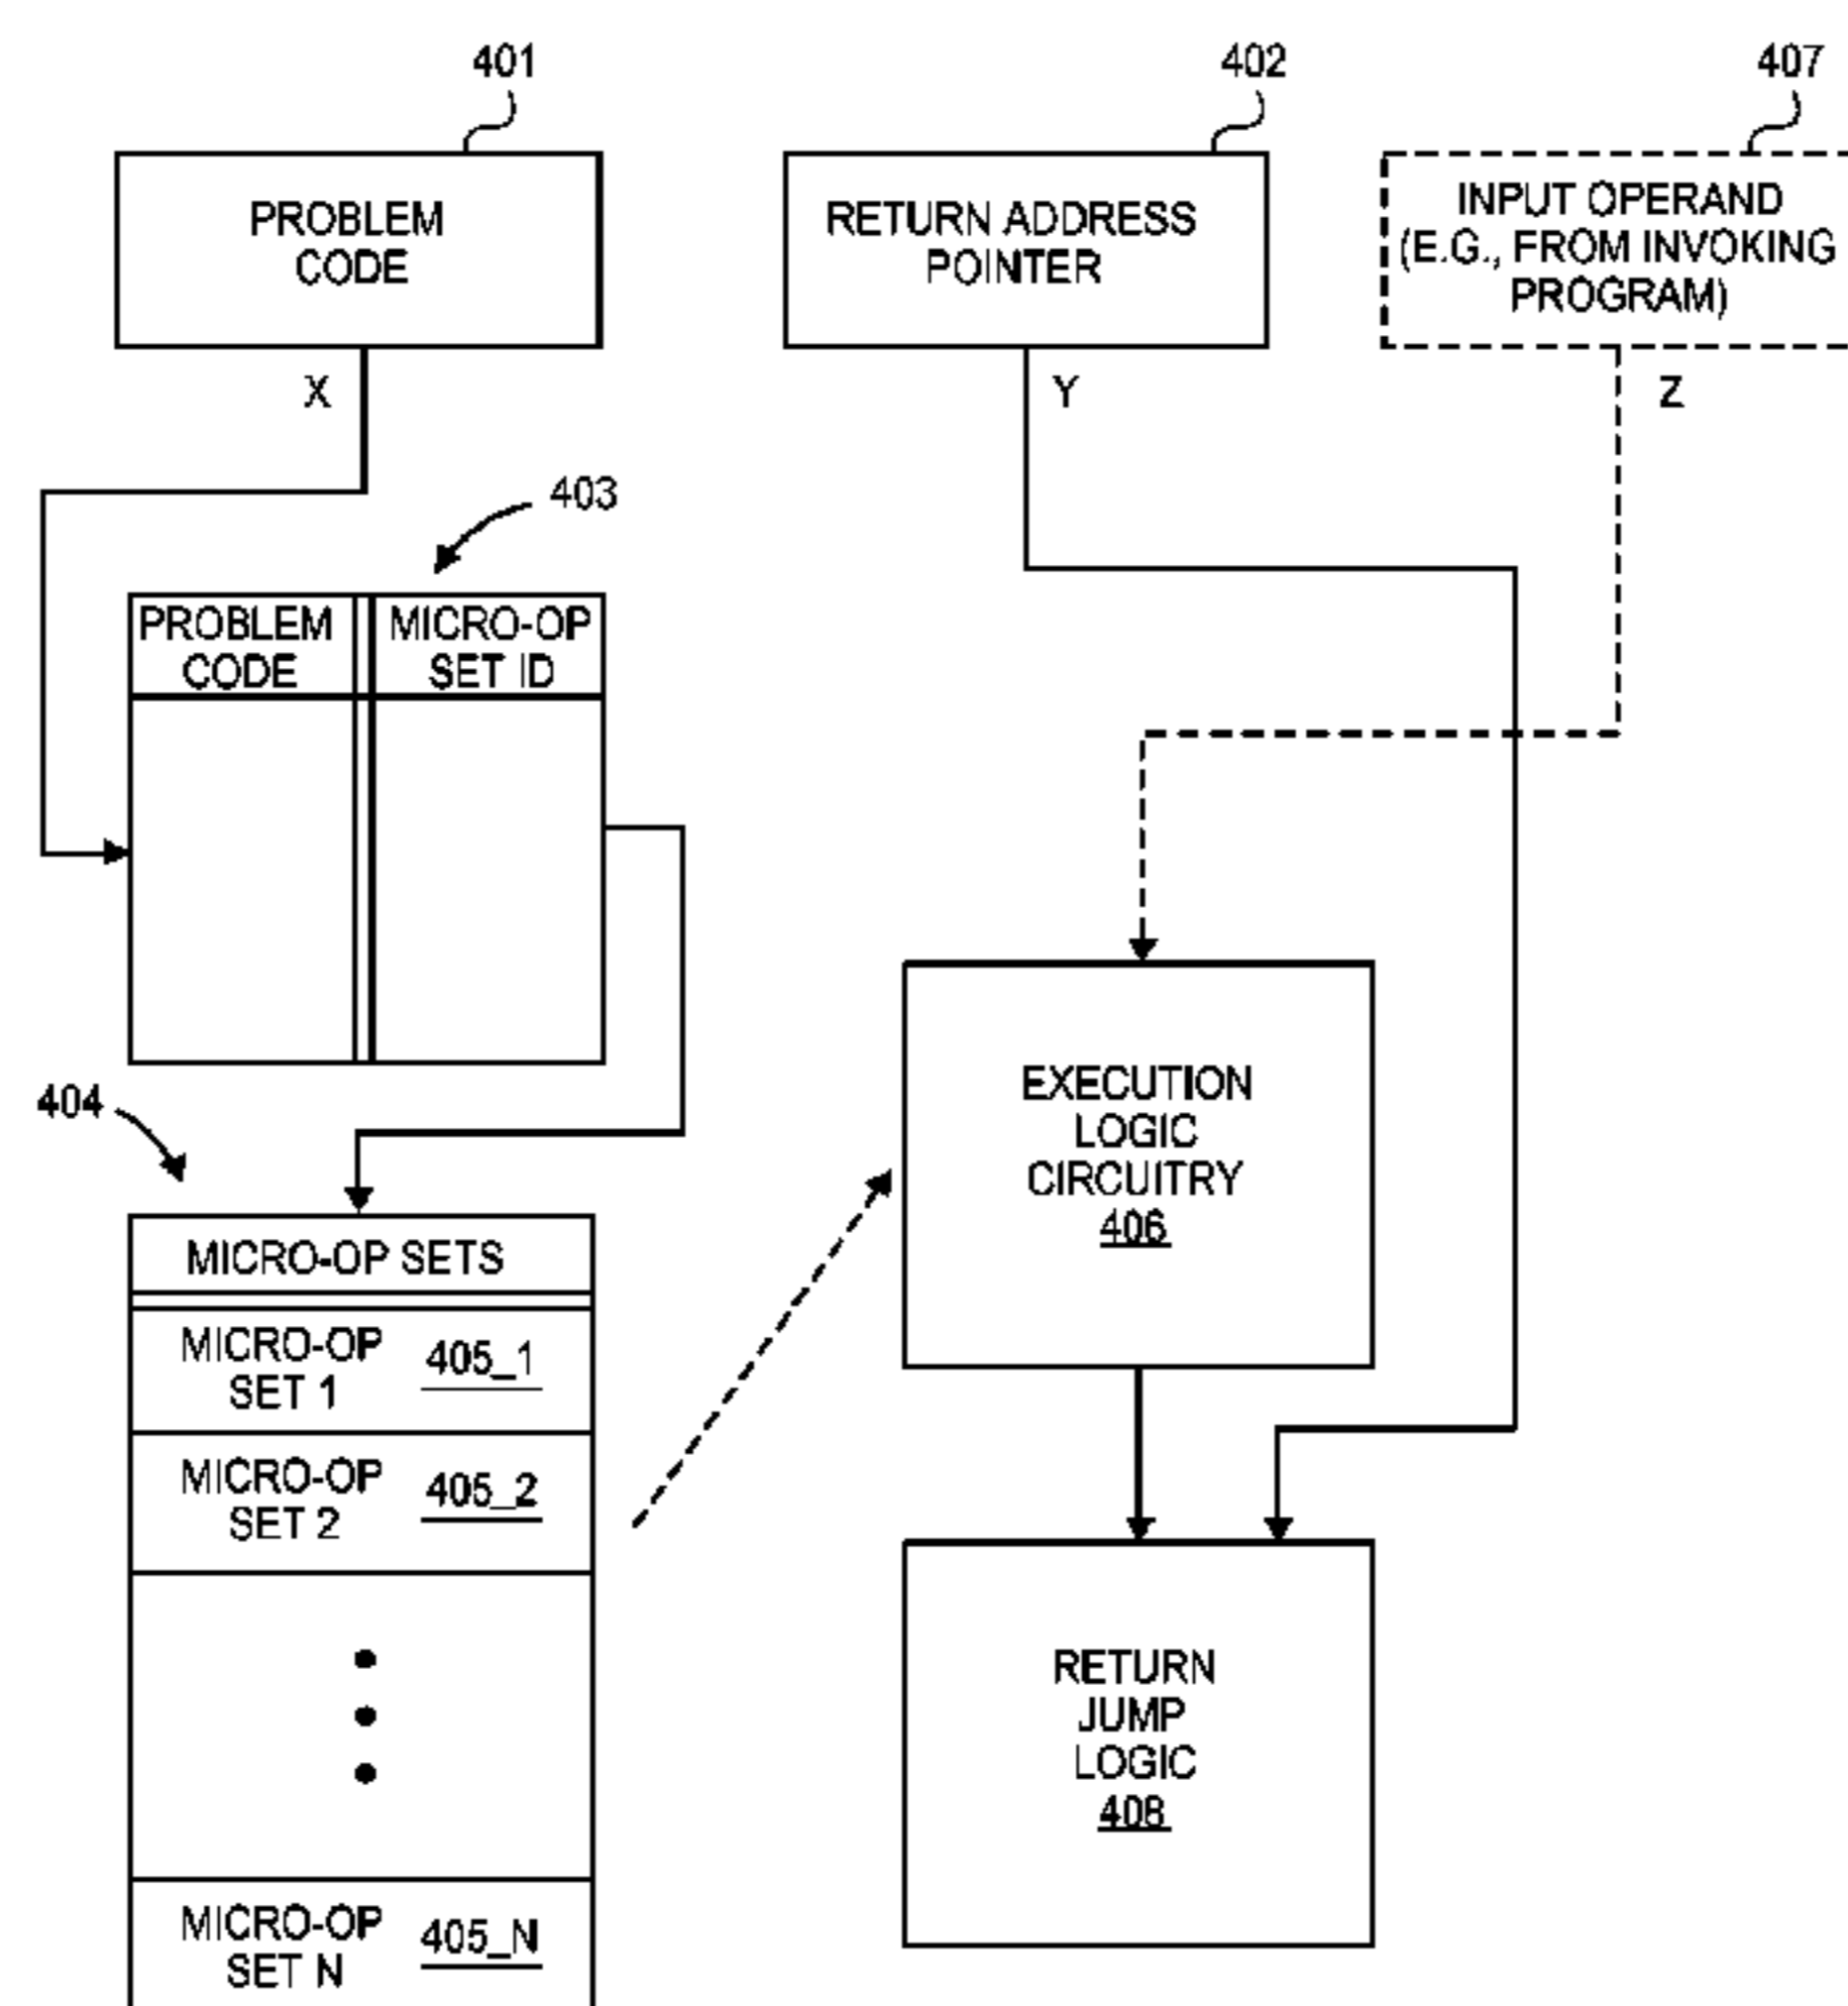 401
402
407
PROBLEM
CODE
RETURN ADDRESS
POINTER
INPUT OPERAND
(E.G., FROM INVOKING
PROGRAM)
X
Y
Z
403
PROBLEM
CODE
MICRO-OP
SET ID
404
EXECUTION
LOGIC
CIRCUITRY
406
MICRO-OP SETS
MICRO-OP
SET 1
405_1
MICRO-OP
SET 2
405_2
RETURN
JUMP
LOGIC
408
MICRO-OP
SET N
405_N